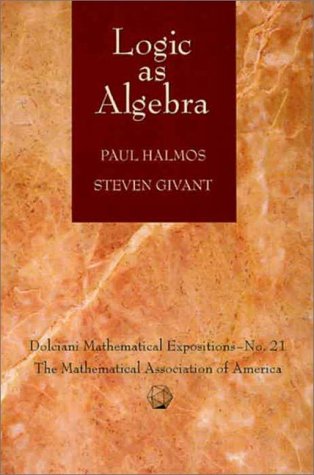 Logic
as
Algebra
PAUL HALMOS
STEVEN GIVANT
Dolciani Mathematical Expositions–No. 21
The Mathematical Association of America